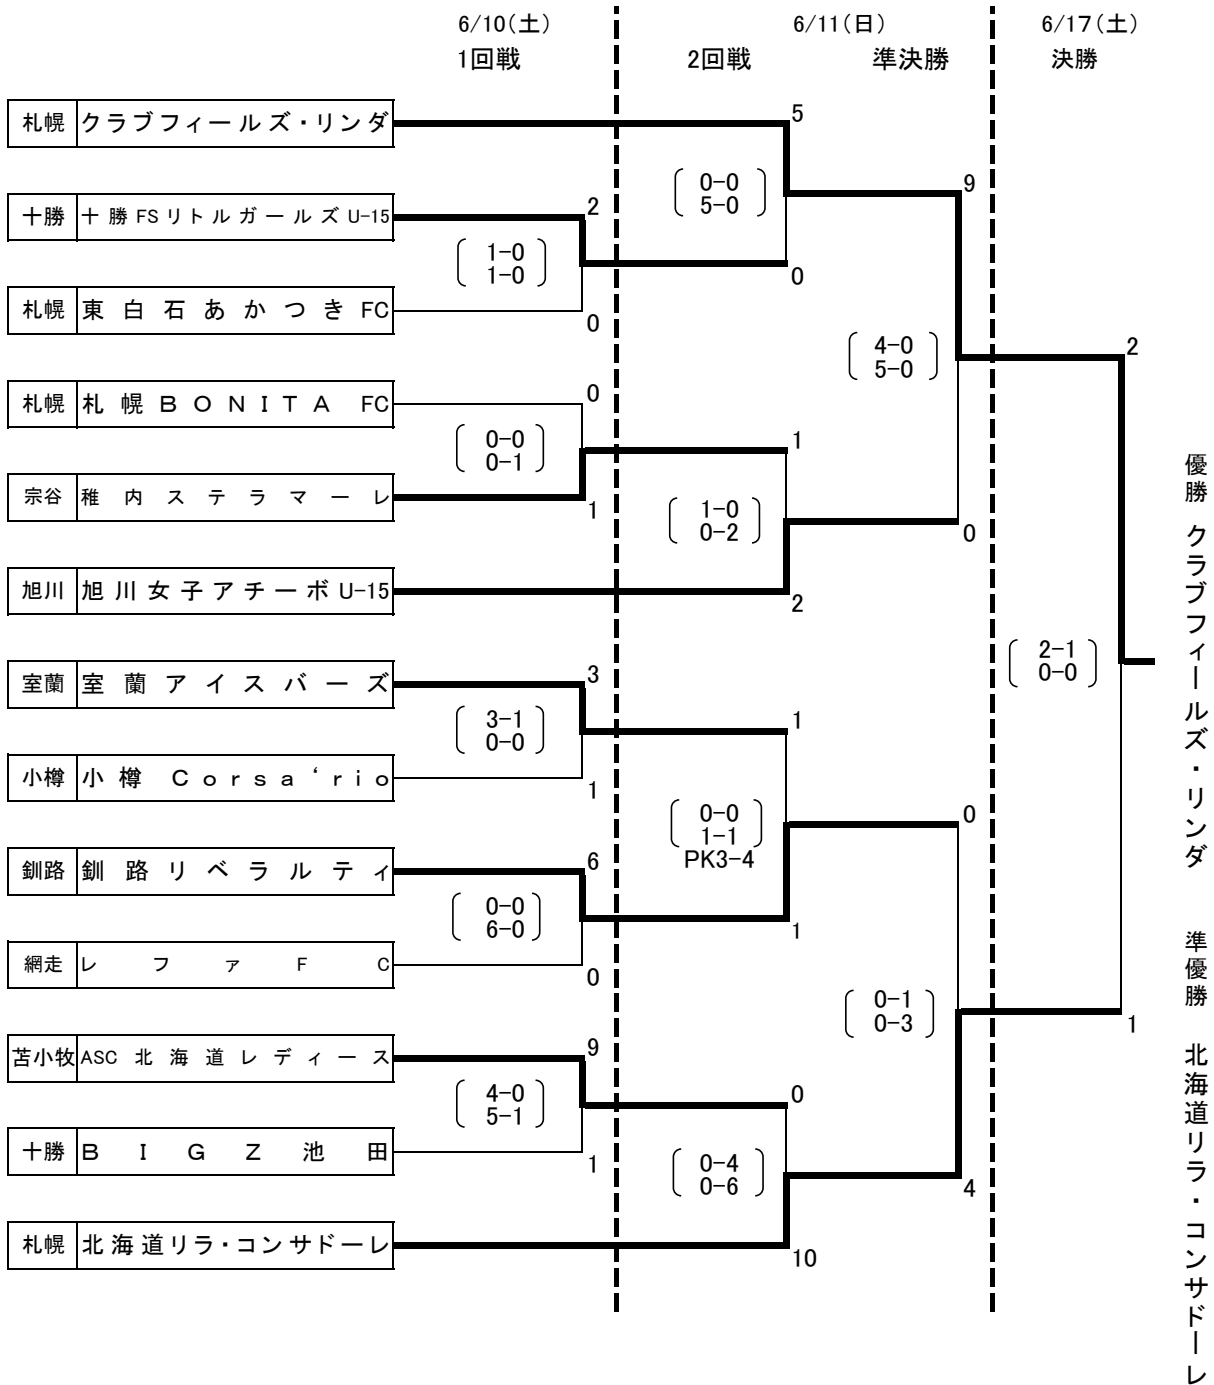 6/10(土)
6/11(日)
6/17(土)
1回戦
2回戦
準決勝
決勝
札幌 クラブフィールズ・リンダ
5
0-0
5-0
9
十勝 十勝FSリトルガールズU-15
2
1-0
1-0
0
札幌 東白石あかつきFC
0
4-0
5-0
2
札幌 札幌BONITA FC
0
0-0
0-1
1
宗谷 稚内ステラマーレ
1
1-0
0-2
0
旭川 旭川女子アチーボU-15
2
2-1
0-0
室蘭 室蘭アイスバーズ
3
3-1
0-0
1
小樽 小樽 Corsa‘rio
1
0-0
1-1
PK3-4
0
釧路 釧路リベラルティ
6
0-0
6-0
1
網走 レファFC
0
0-1
0-3
1
苫小牧 ASC北海道レディース
9
4-0
5-1
0
十勝 BIGZ池田
1
0-4
0-6
4
札幌 北海道リラ・コンサドーレ
10
優勝 クラブフィールズ・リンダ 準優勝 北海道リラ・コンサドーレ